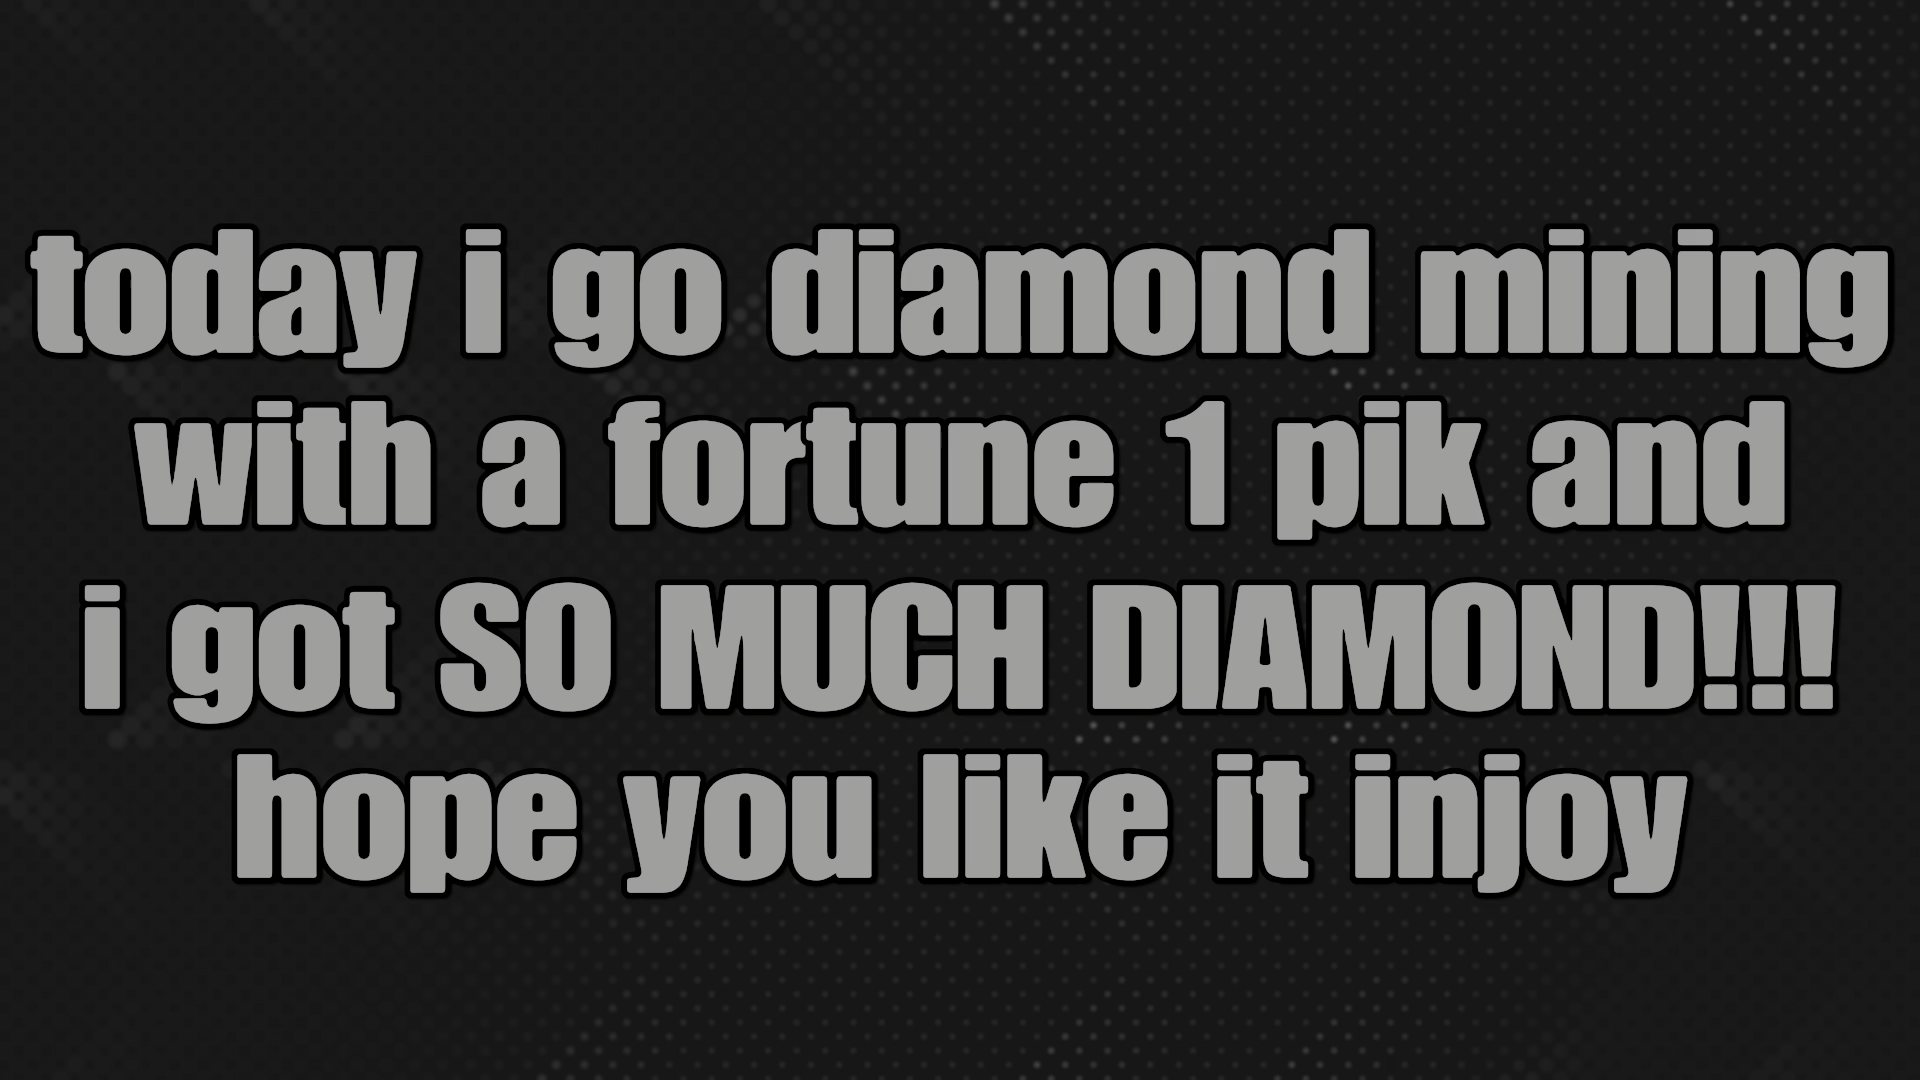 today i go diamond mining
with a fortune 1 pik and
i got SO MUCH DIAMOND!!!
hope you like it injoy